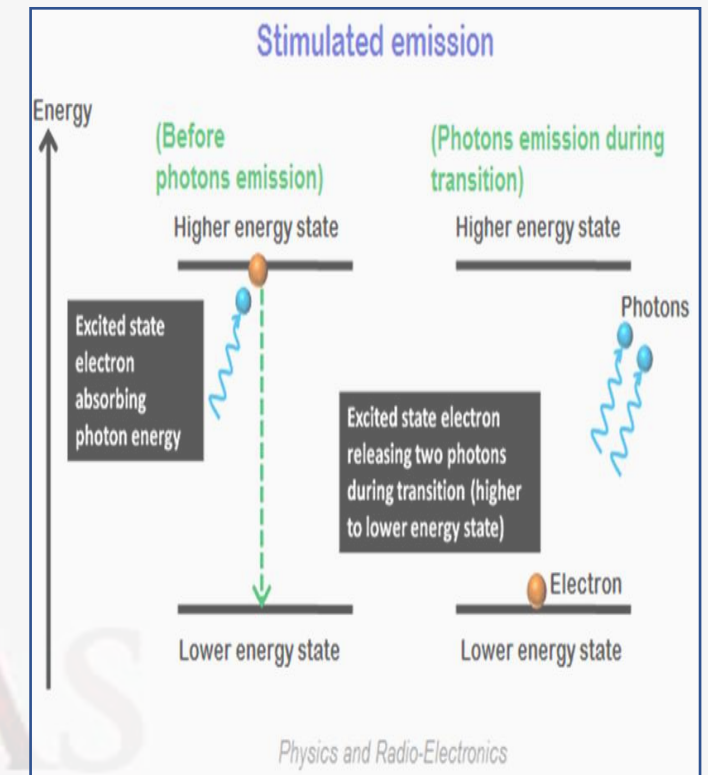 Stimulated emission
Energy
(Before
photons emission)
(Photons emission during
transition)
Higher energy state
Higher energy state
Excited state
electron
absorbing
photon energy
Photons
Excited state electron
releasing two photons
during transition (higher
to lower energy state)
Electron
Lower energy state
Lower energy state
Physics and Radio-Electronics